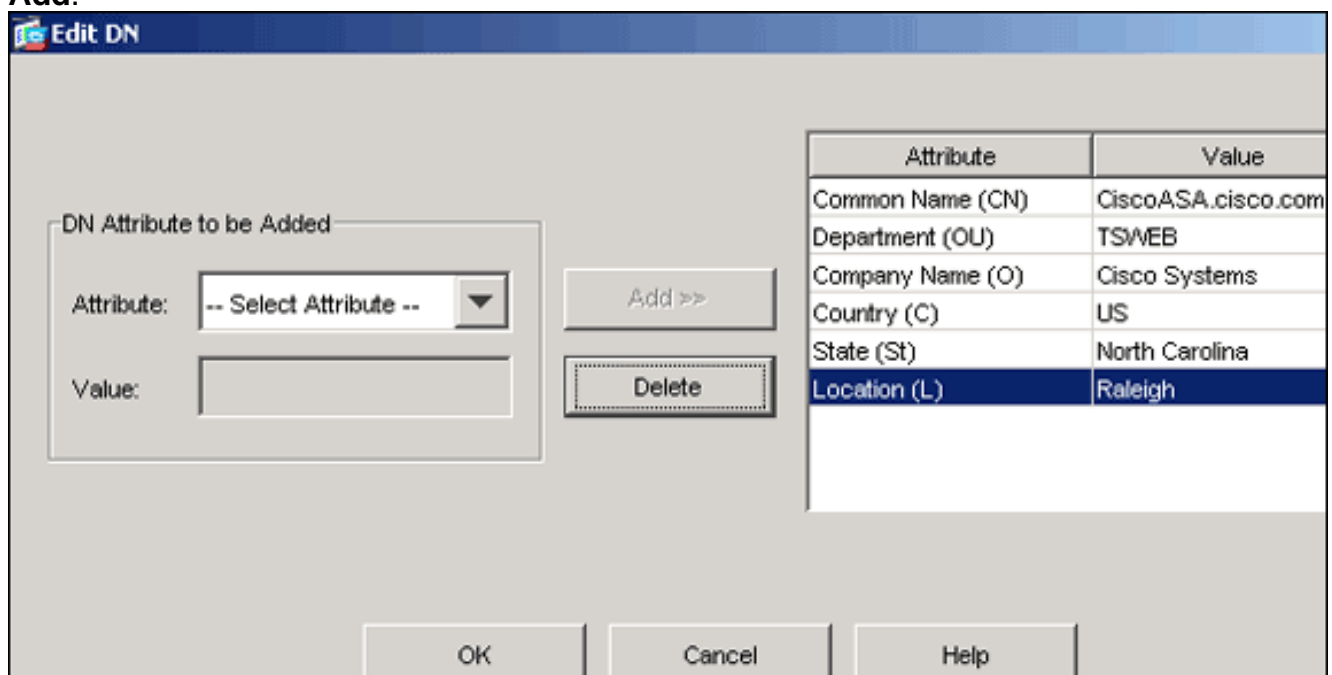 Add.
Edit DN
DN Attribute to be Added
Attribute: -- Select Attribute --
Value:
Add >>
Delete
Attribute Value
Common Name (CN) CiscoASA.cisco.com
Department (OU) TSWEB
Company Name (O) Cisco Systems
Country (C) US
State (St) North Carolina
Location (L) Raleigh
OK Cancel Help